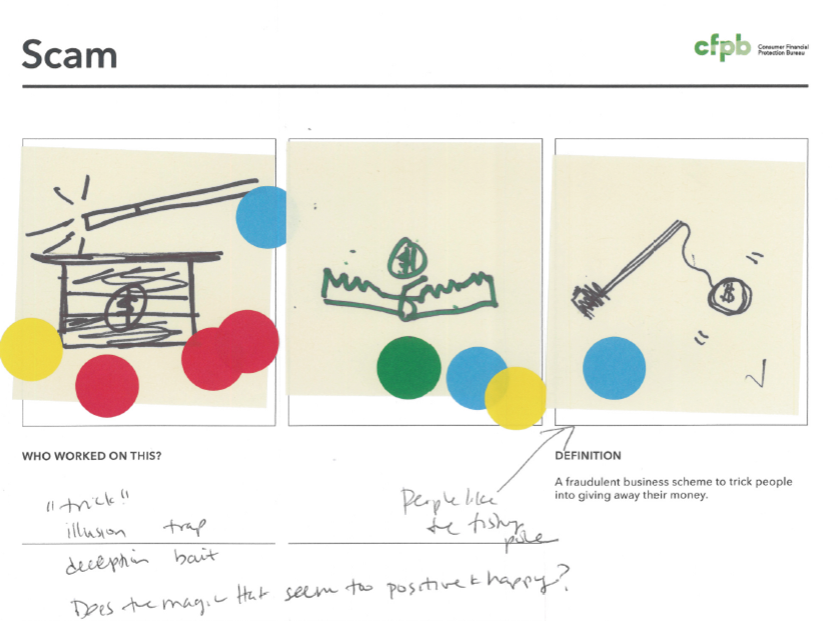 Scam
cfpb Consumer Financial
Protection Bureau
$
$
$
WHO WORKED ON THIS?
DEFINITION
A fraudulent business scheme to trick people
into giving away their money.
"trick"
illusion trap
deception bait
People like
the fishing
pole
Does the magic Hat seem too positive & happy?